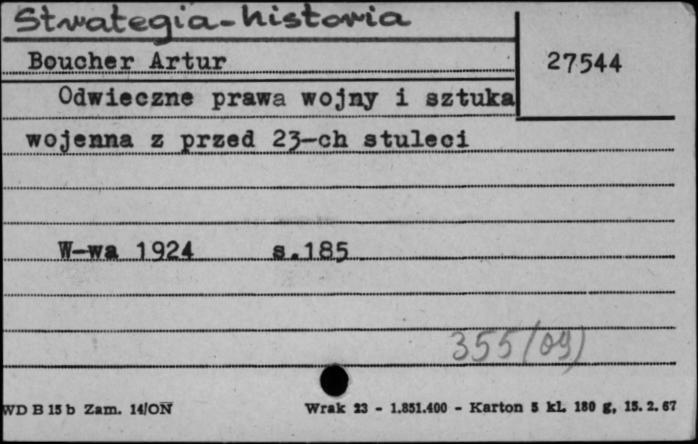 Strategia-historia
Boucher Artur
27544
Odwieczne prawa wojny i sztuka
wojenna z przed 23-ch stuleci
W-wa 1924 s.185
355(09)
WD B 15 b Zam. 14/ON
Wrak 23 - 1.851.400 - Karton 5 kl. 180 g, 15. 2. 67